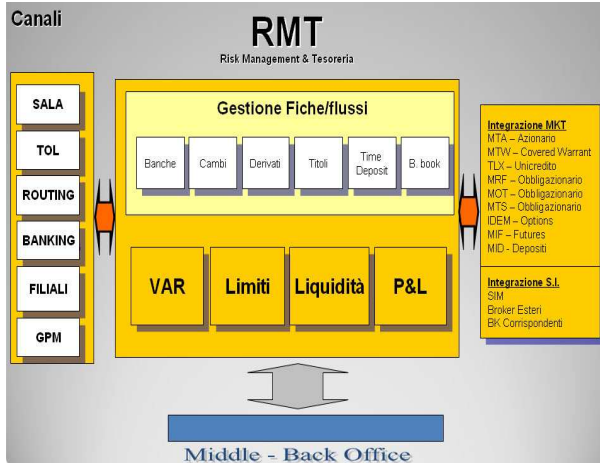 Canali
RMT
Risk Management & Tesoreria
SALA
TOL
ROUTING
BANKING
FILIALI
GPM
Gestione Fiche/flussi
Banche
Cambi
Derivati
Titoli
Time
Deposit
B. book
VAR
Limiti
Liquidità
P&L
Integrazione MKT
MTA – Azionario
MTW – Covered Warrant
TLX – Unicredito
MRF – Obbligazionario
MOT – Obbligazionario
MTS – Obbligazionario
IDEM – Options
MIF – Futures
MID - Depositi
Integrazione S.I.
SIM
Broker Esteri
BK Corrispondenti
Middle - Back Office